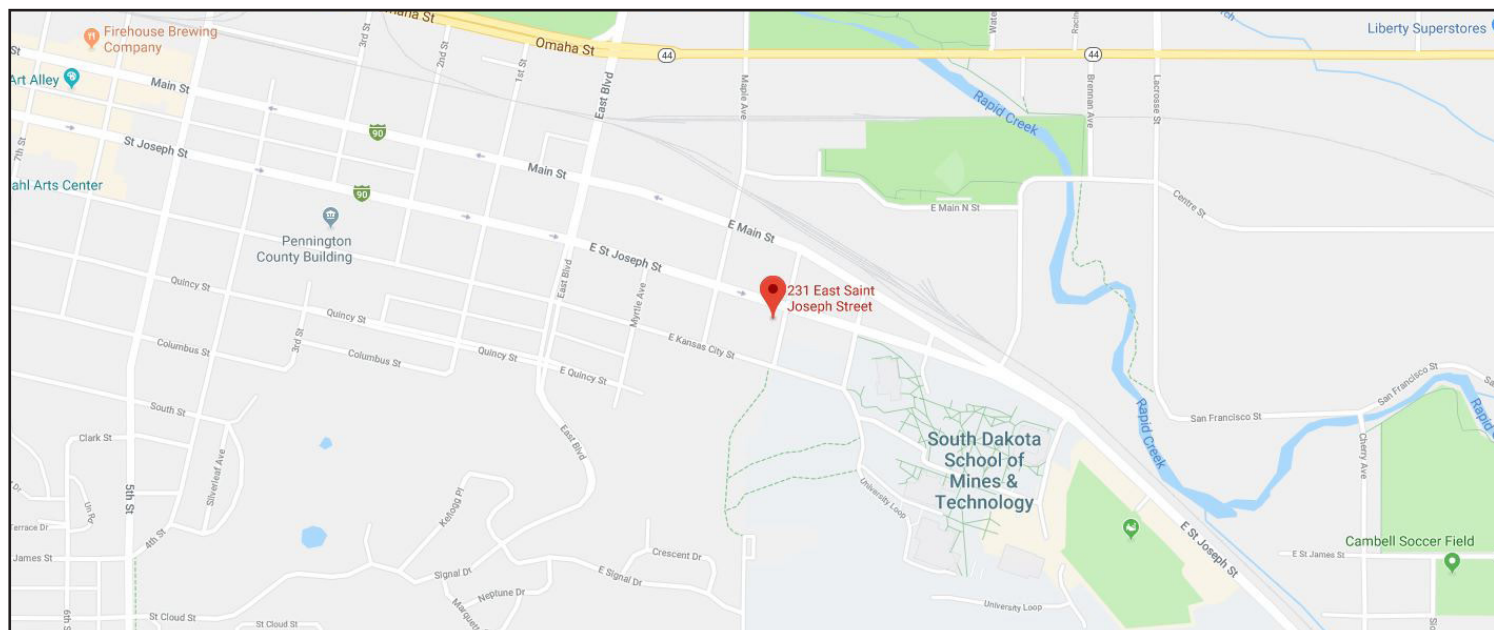 Firehouse Brewing
Company
Art Alley
Main St
St Joseph St
7th St
ahl Arts Center
90
90
Pennington
County Building
3rd St
2nd St
1st St
Omaha St
44
East Blvd
Main St
Maple Ave
Rapid Creek
44
Brennan Ave
Lacrosse St
Liberty Superstores
E Main N St
Centre St
E Main St
E St Joseph St
East Blvd
Myrtle Ave
231 East Saint
Joseph Street
E Kansas City St
Quincy St
Quincy St
Quincy St
E Quincy St
Columbus St
3rd St
Columbus St
South St
Clark St
Silverleaf Ave
5th St
4th St
St James St
Terrace Dr
6th St
St Cloud St
St Cloud St
East Blvd
Kellogg Pl
Signal Dr
Neptune Dr
Crescent Dr
E Signal Dr
South Dakota
School of
Mines &
Technology
University Loop
University Loop
E St Joseph St
Rapid Creek
San Francisco St
San Francisco St
Cherry Ave
E St James St
Cambell Soccer Field